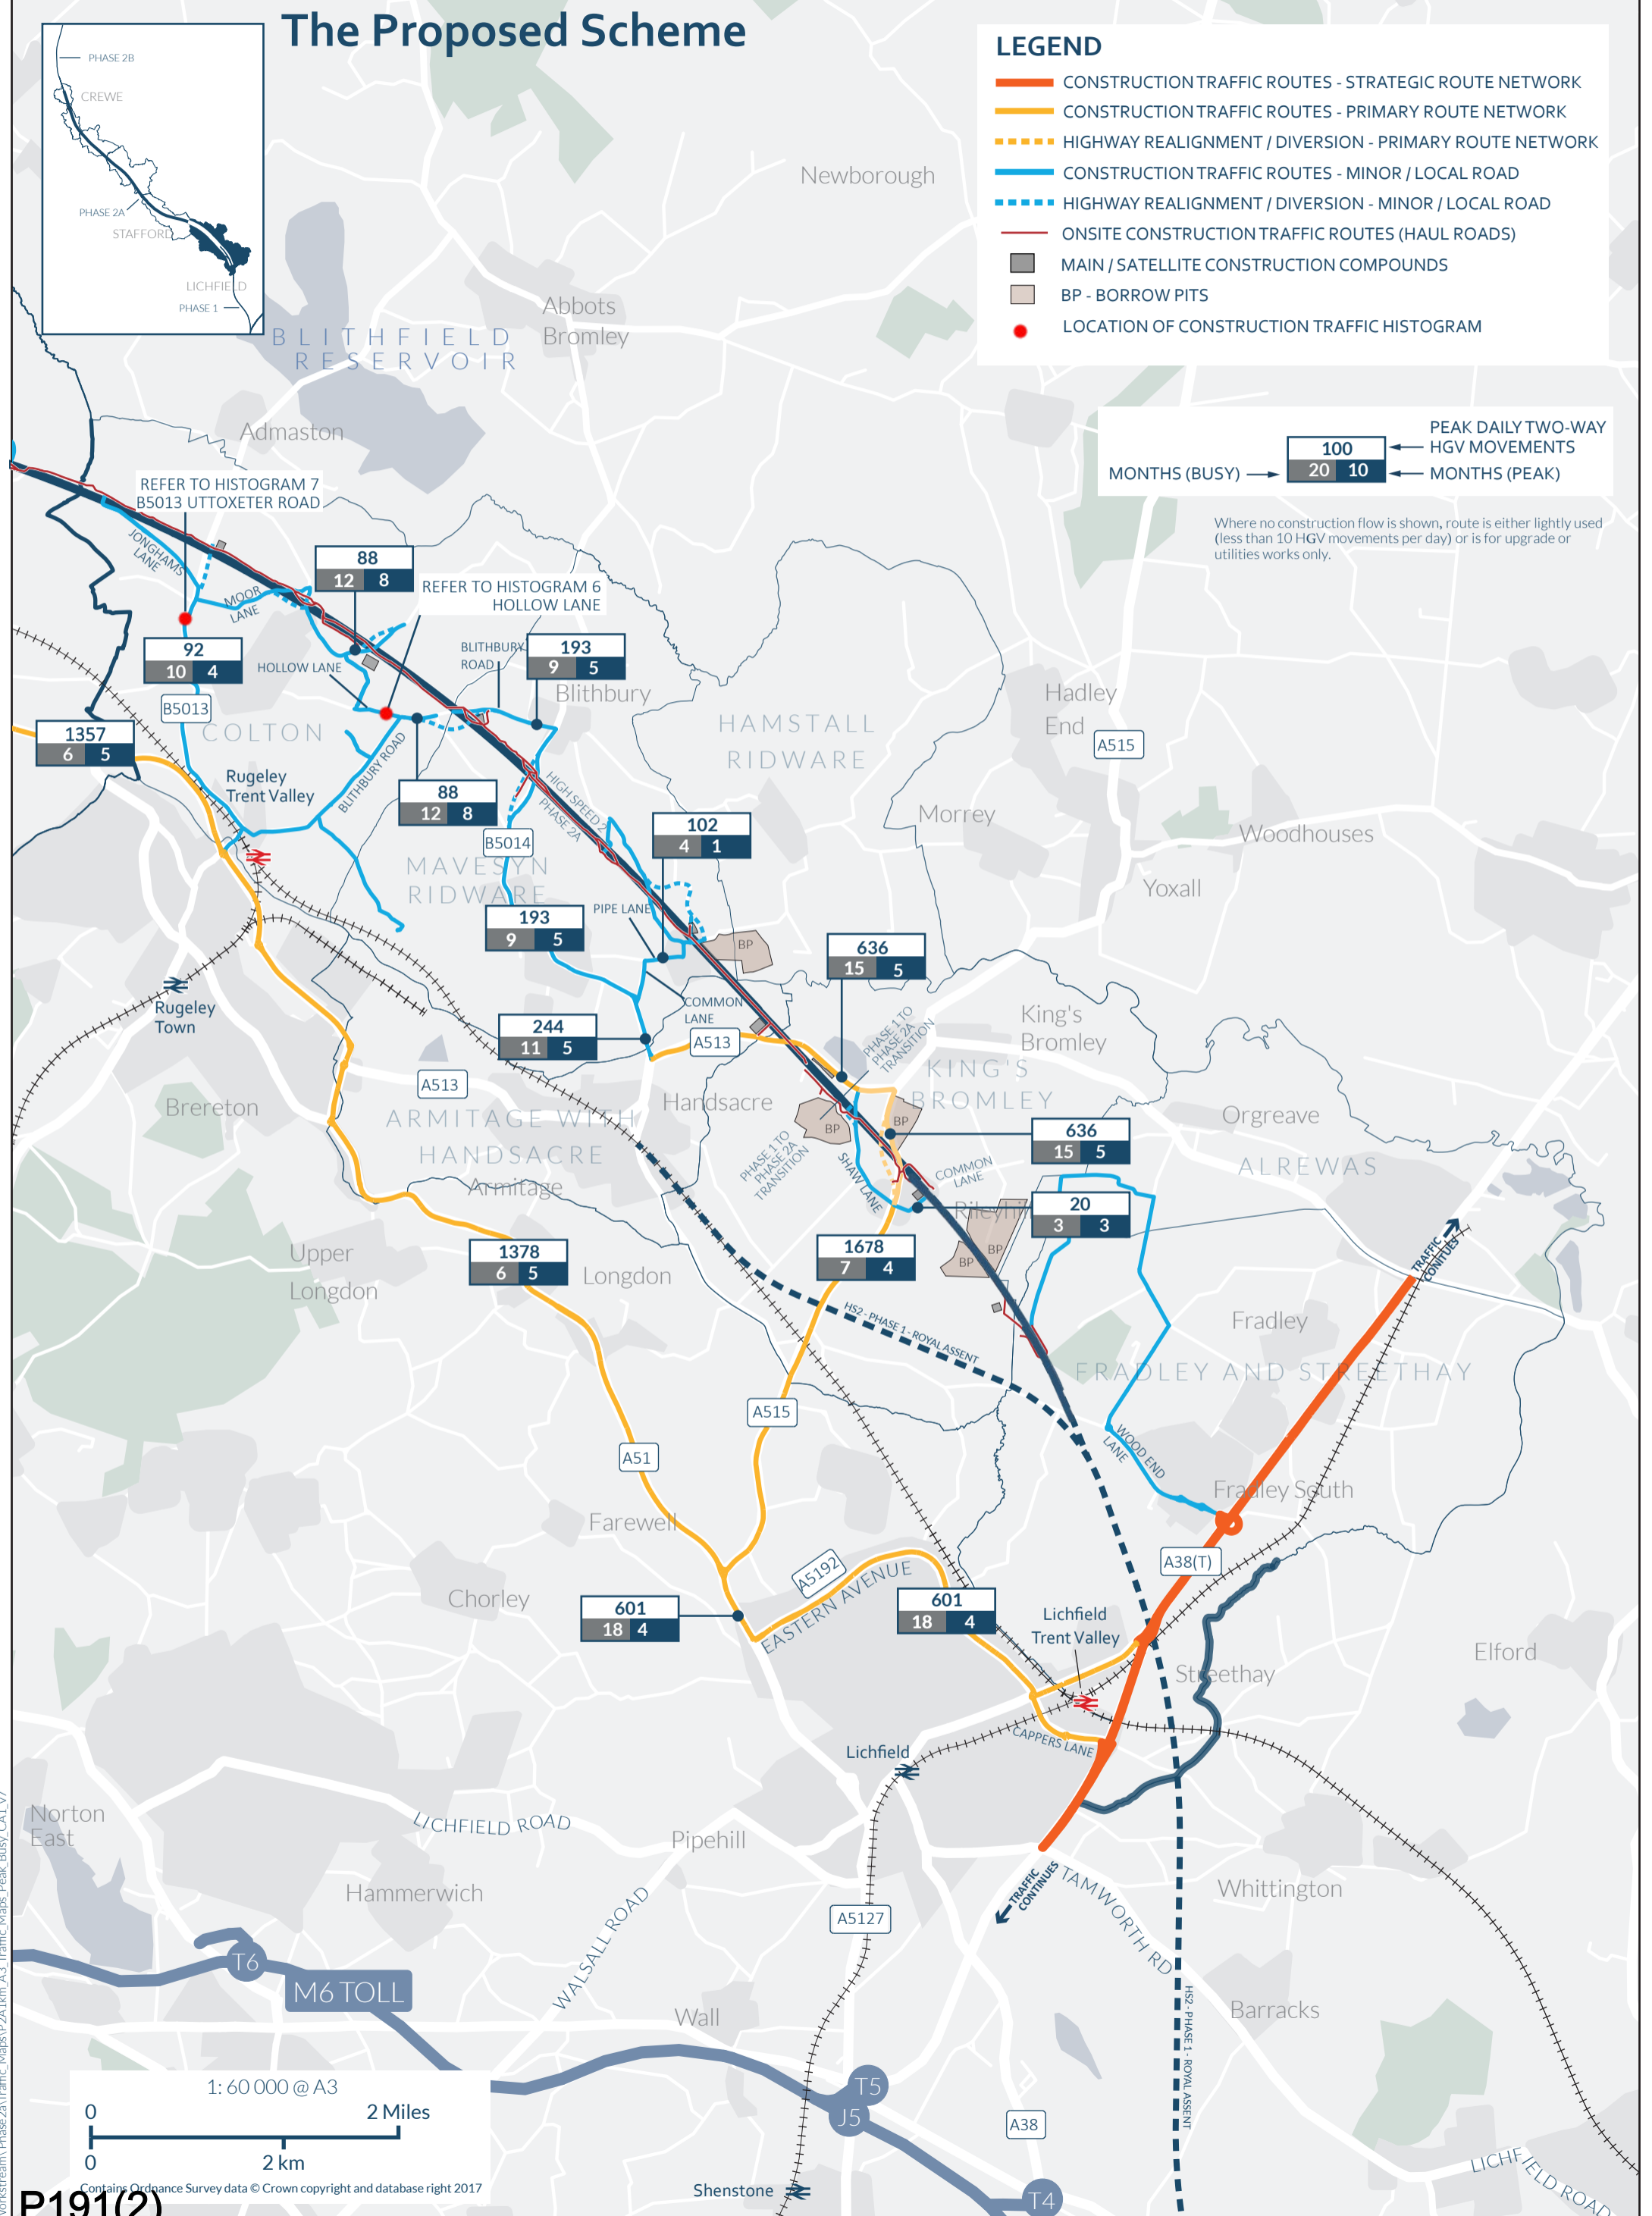 The Proposed Scheme
PHASE 2B
CREWE
PHASE 2A
STAFFORD
LICHFIELD
PHASE 1
LEGEND
CONSTRUCTION TRAFFIC ROUTES - STRATEGIC ROUTE NETWORK
CONSTRUCTION TRAFFIC ROUTES - PRIMARY ROUTE NETWORK
HIGHWAY REALIGNMENT / DIVERSION - PRIMARY ROUTE NETWORK
CONSTRUCTION TRAFFIC ROUTES - MINOR / LOCAL ROAD
HIGHWAY REALIGNMENT / DIVERSION - MINOR / LOCAL ROAD
ONSITE CONSTRUCTION TRAFFIC ROUTES (HAUL ROADS)
MAIN / SATELLITE CONSTRUCTION COMPOUNDS
BP - BORROW PITS
LOCATION OF CONSTRUCTION TRAFFIC HISTOGRAM
PEAK DAILY TWO-WAY
HGV MOVEMENTS
100
MONTHS (BUSY)
20 10
MONTHS (PEAK)
Where no construction flow is shown, route is either lightly used
(less than 10 HGV movements per day) or is for upgrade or
utilities works only.
Newborough
Abbots
Bromley
BLITHFIELD
RESERVOIR
Admaston
REFER TO HISTOGRAM 7
B5013 UTTOXETER ROAD
JONGHAMS
LANE
MOOR
LANE
88
12 8
REFER TO HISTOGRAM 6
HOLLOW LANE
92
10 4
HOLLOW LANE
BLITHBURY
ROAD
193
9 5
Blithbury
B5013
COLTON
1357
6 5
Rugeley
Trent Valley
BLITHBURY ROAD
88
12 8
HIGH SPEED 2
PHASE 2A
B5014
MAVESYN
RIDWARE
102
4 1
HAMSTALL
RIDWARE
Hadley
End
A515
Morrey
Woodhouses
Yoxall
193
9 5
PIPE LANE
BP
636
15 5
Rugeley
Town
COMMON
LANE
244
11 5
A513
PHASE 1 TO
PHASE 2A
TRANSITION
King's
Bromley
KING'S
BROMLEY
A513
Brereton
ARMITAGE WITH
HANDSACRE
Armitage
Handsacre
BP
BP
PHASE 1 TO
PHASE 2A
TRANSITION
SHAW LANE
COMMON
LANE
636
15 5
Orgreave
ALREWAS
Rileyhill
20
3 3
BP
BP
Upper
Longdon
1378
6 5
Longdon
1678
7 4
HS2 - PHASE 1 - ROYAL ASSENT
TRAFFIC
CONTINUES
Fradley
FRADLEY AND STREETHAY
A515
A51
WOOD END
LANE
Fradley South
Farewell
A38(T)
A5192
EASTERN AVENUE
Chorley
601
18 4
601
18 4
Lichfield
Trent Valley
Streethay
Elford
CAPPERS LANE
Lichfield
Norton
East
LICHFIELD ROAD
Pipehill
TRAFFIC
CONTINUES
TAMWORTH RD
Hammerwich
WALSALL ROAD
Whittington
A5127
T6
M6 TOLL
HS2 - PHASE 1 - ROYAL ASSENT
Wall
Barracks
T5
J5
A38
1: 60 000 @ A3
0 2 Miles
0 2 km
Contains Ordnance Survey data © Crown copyright and database right 2017
Shenstone
T4
LICHFIELD ROAD
P191(2)